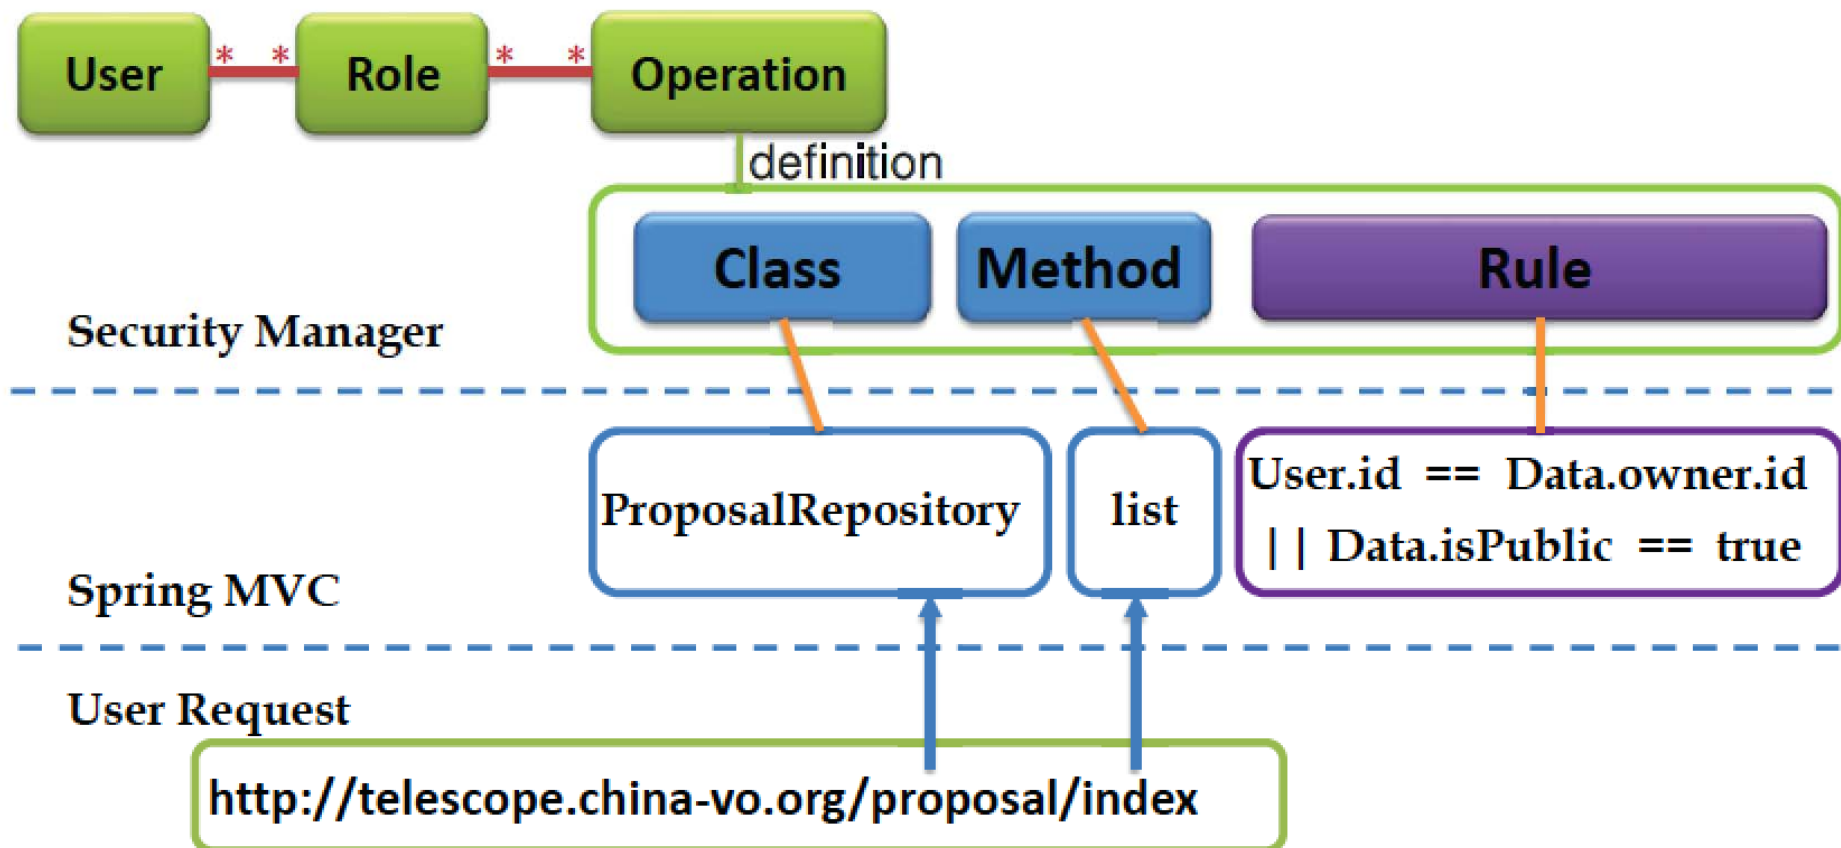 User * * Role * * Operation
definition
Class Method Rule
Security Manager
ProposalRepository
list
User.id == Data.owner.id
|| Data.isPublic == true
Spring MVC
User Request
http://telescope.china-vo.org/proposal/index